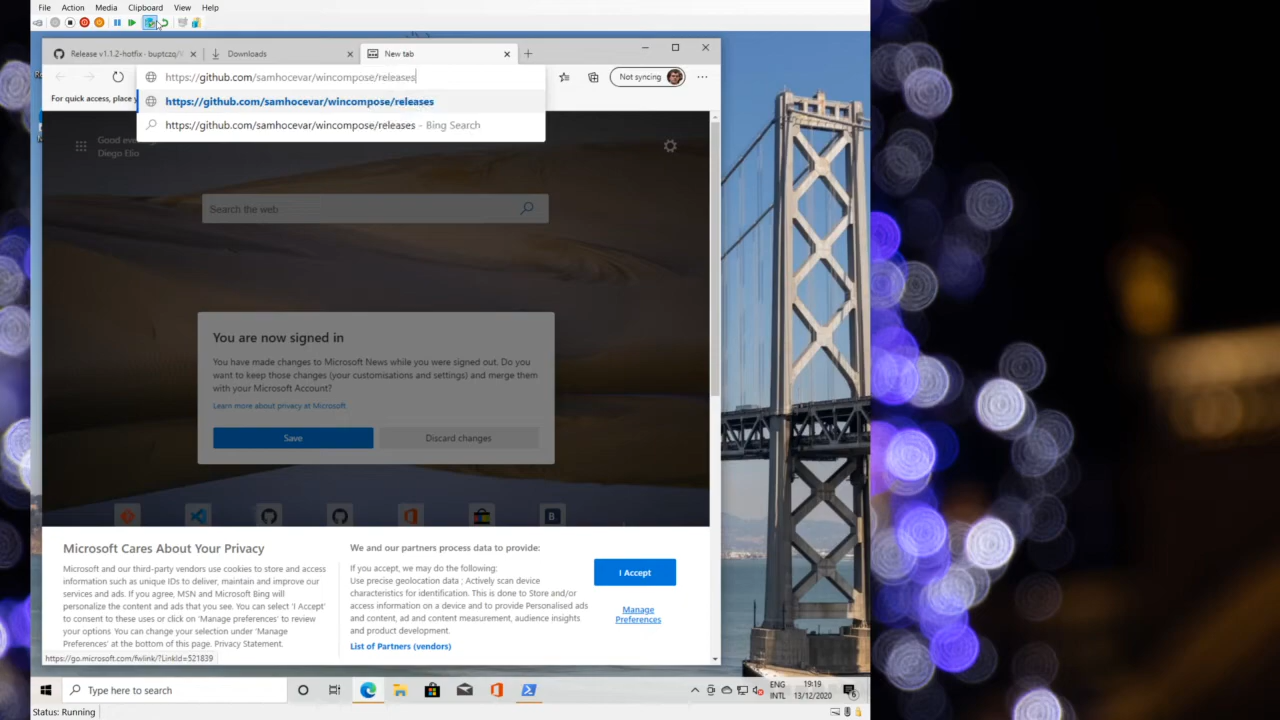 File Action Media Clipboard View Help
Release v1.1.2-hotfix · buptczq/ Downloads New tab
https://github.com/samhocevar/wincompose/releases Not syncing
For quick access, place y
https://github.com/samhocevar/wincompose/releases
https://github.com/samhocevar/wincompose/releases - Bing Search
Good eve
Diego Elio
Search the web
You are now signed in
You have made changes to Microsoft News while you were signed out. Do you
want to keep those changes (your customisations and settings) and merge them
with your Microsoft Account?
Learn more about privacy at Microsoft.
Save Discard changes
Microsoft Cares About Your Privacy
Microsoft and our third-party vendors use cookies to store and access
information such as unique IDs to deliver, maintain and improve our
services and ads. If you agree, MSN and Microsoft Bing will
personalize the content and ads that you see. You can select 'I Accept'
to consent to these uses or click on 'Manage preferences' to review
your options. You can change your selection under 'Manage
Preferences' at the bottom of this page. Privacy Statement.
We and our partners process data to provide:
If you accept, we may do the following:
Use precise geolocation data ; Actively scan device
characteristics for identification. This is done to Store and/or
access information on a device and to provide Personalised ads
and content, ad and content measurement, audience insights
and product development.
List of Partners (vendors)
I Accept
Manage
Preferences
https://go.microsoft.com/fwlink/?LinkId=521839
Type here to search
ENG
INTL
19:19
13/12/2020
6
Status: Running